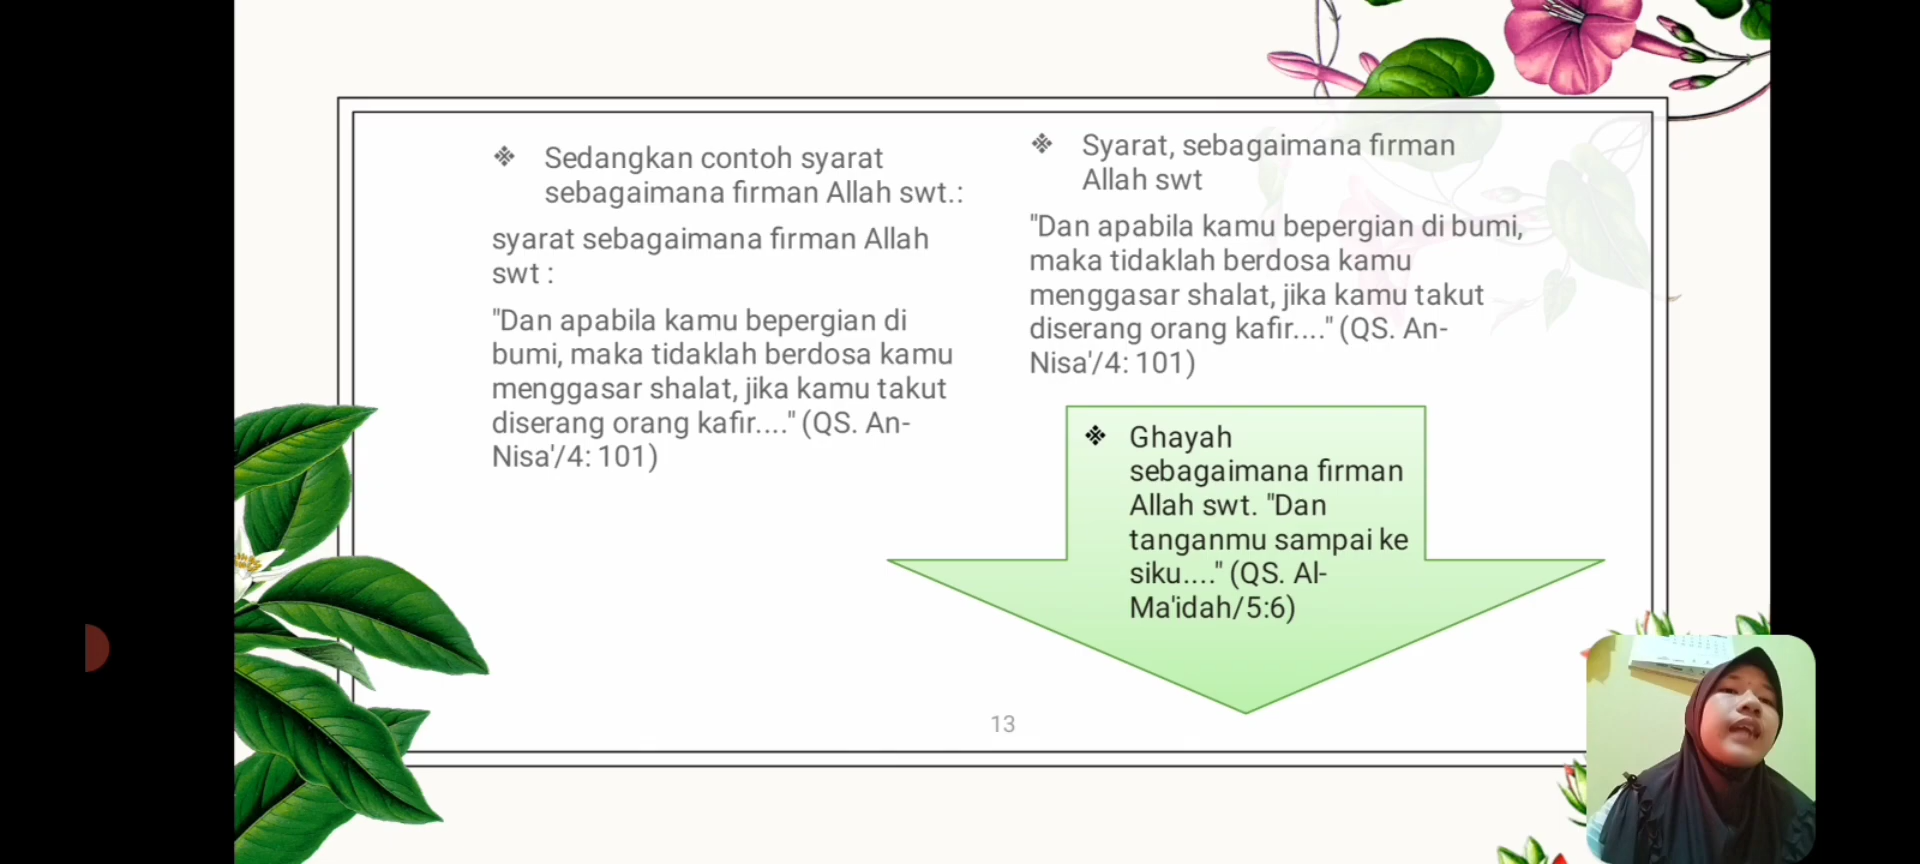 ❖ Sedangkan contoh syarat
sebagaimana firman Allah swt.:
syarat sebagaimana firman Allah
swt :
"Dan apabila kamu bepergian di
bumi, maka tidaklah berdosa kamu
menggasar shalat, jika kamu takut
diserang orang kafir...." (QS. An-
Nisa'/4: 101)
❖ Syarat, sebagaimana firman
Allah swt
"Dan apabila kamu bepergian di bumi,
maka tidaklah berdosa kamu
menggasar shalat, jika kamu takut
diserang orang kafir...." (QS. An-
Nisa'/4: 101)
❖ Ghayah
sebagaimana firman
Allah swt. "Dan
tanganmu sampai ke
siku...." (QS. Al-
Ma'idah/5:6)
13